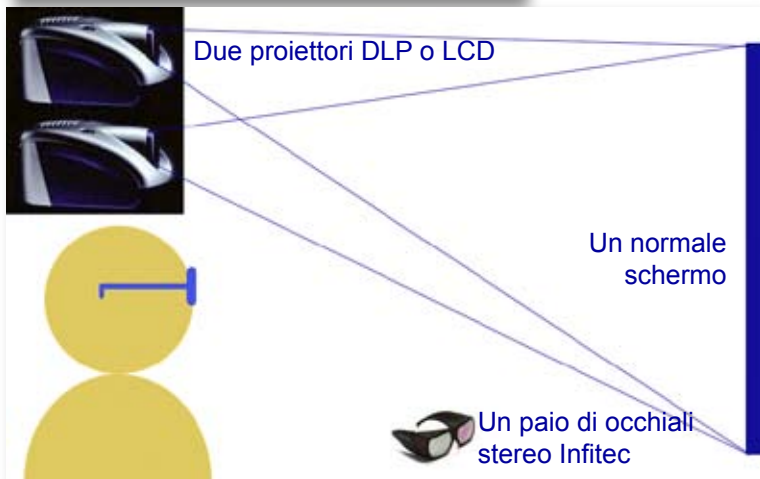 Due proiettori DLP o LCD
Un normale
schermo
Un paio di occhiali
stereo Infitec